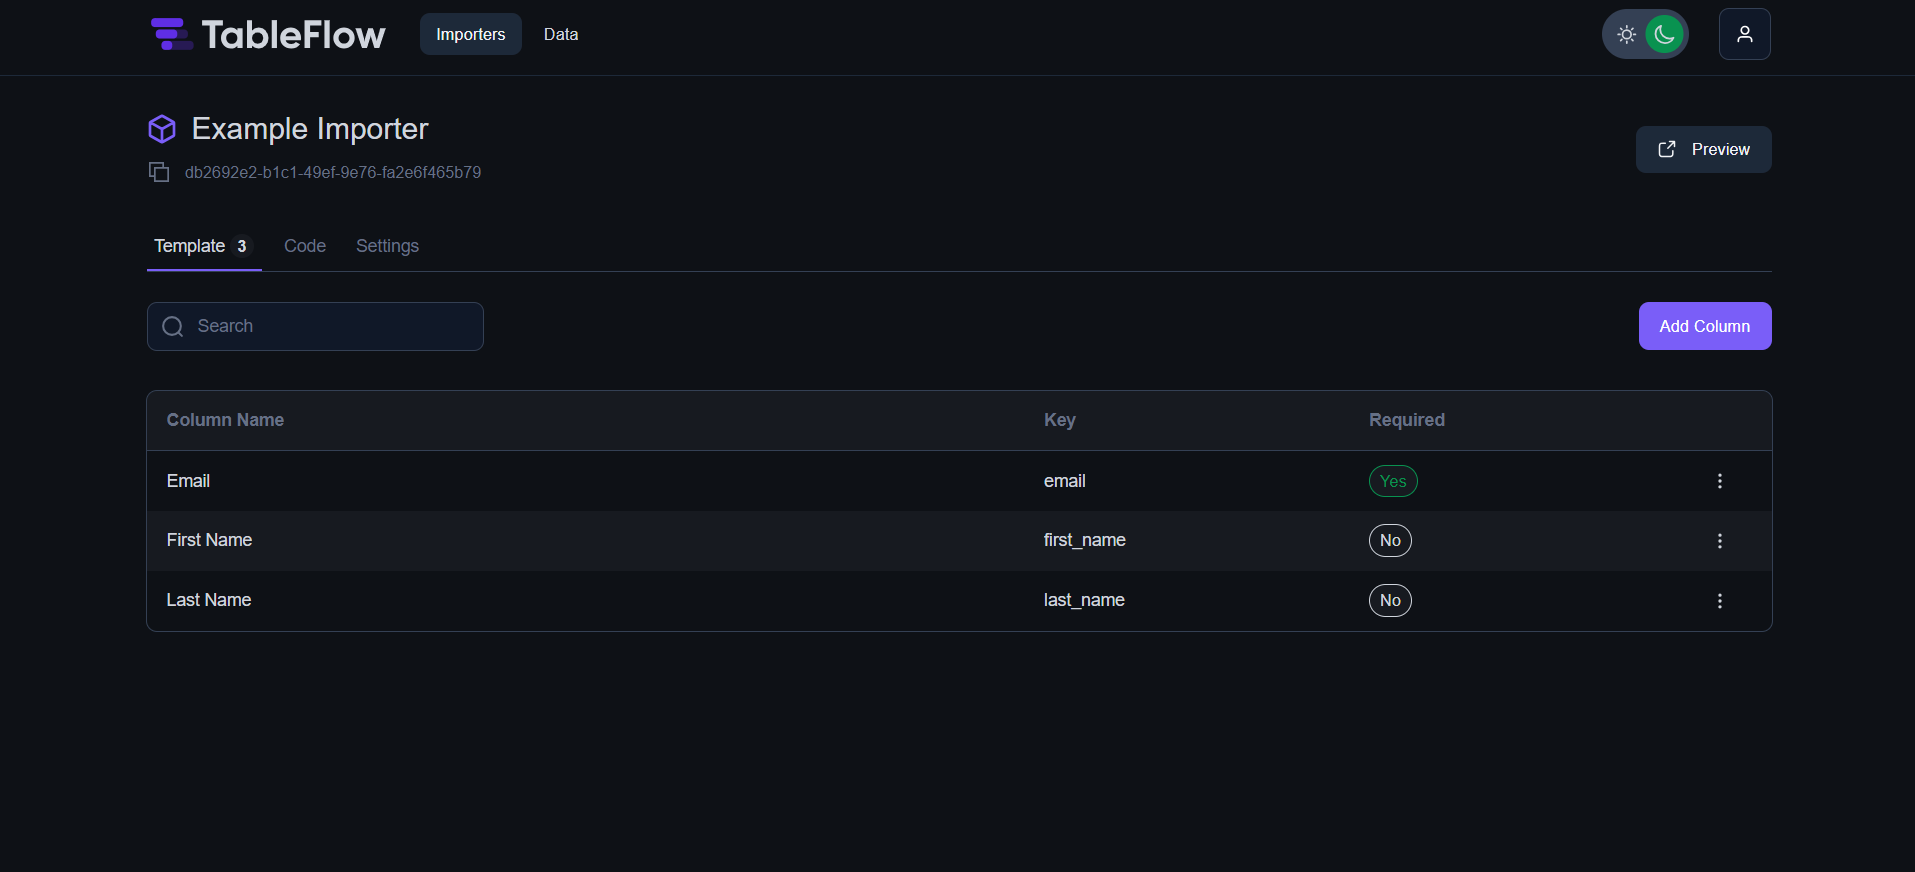 TableFlow
Importers
Data
Example Importer
Preview
db2692e2-b1c1-49ef-9e76-fa2e6f465b79
Template 3
Code
Settings
Search
Add Column
Column Name
Key
Required
Email
email
Yes
First Name
first_name
No
Last Name
last_name
No